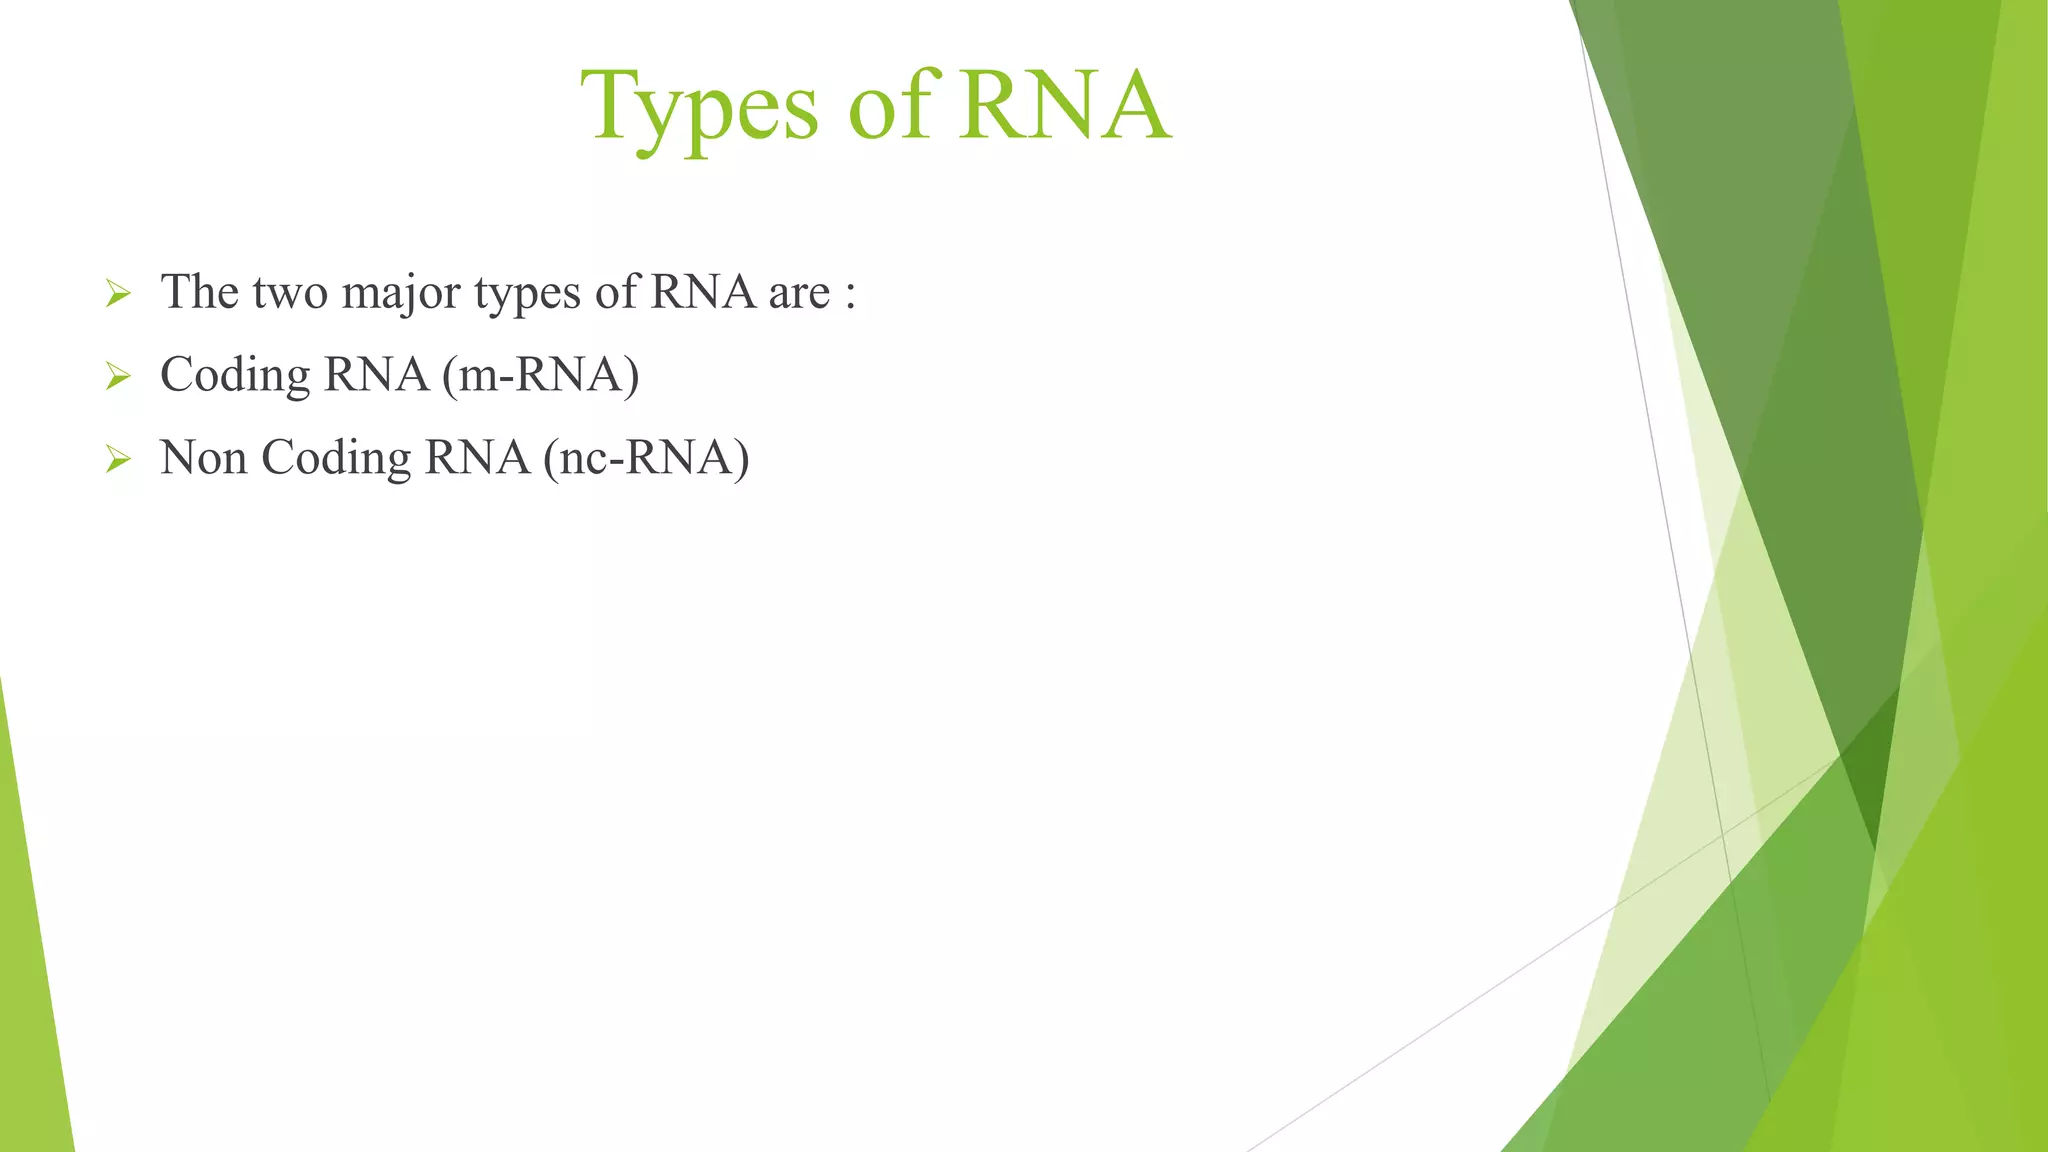 Types of RNA
The two major types of RNA are :
Coding RNA (m-RNA)
Non Coding RNA (nc-RNA)